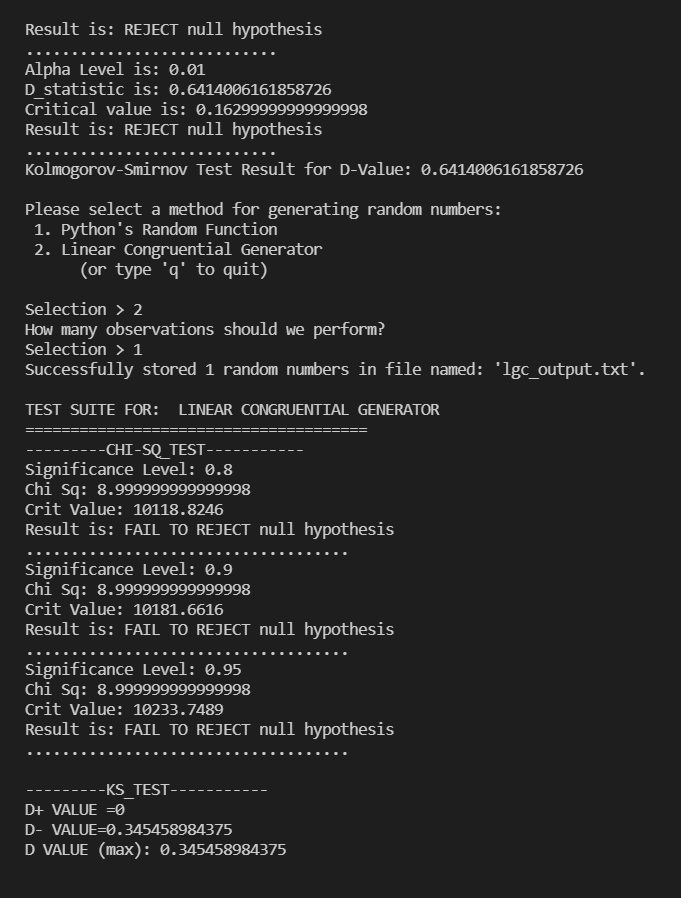 Result is: REJECT null hypothesis
............................
Alpha Level is: 0.01
D_statistic is: 0.6414006161858726
Critical value is: 0.16299999999999998
Result is: REJECT null hypothesis
............................
Kolmogorov-Smirnov Test Result for D-Value: 0.6414006161858726
Please select a method for generating random numbers:
1. Python's Random Function
2. Linear Congruential Generator
(or type 'q' to quit)
Selection > 2
How many observations should we perform?
Selection > 1
Successfully stored 1 random numbers in file named: 'lgc_output.txt'.
TEST SUITE FOR:  LINEAR CONGRUENTIAL GENERATOR
======================================
---------CHI-SQ_TEST-----------
Significance Level: 0.8
Chi Sq: 8.999999999999998
Crit Value: 10118.8246
Result is: FAIL TO REJECT null hypothesis
....................................
Significance Level: 0.9
Chi Sq: 8.999999999999998
Crit Value: 10181.6616
Result is: FAIL TO REJECT null hypothesis
....................................
Significance Level: 0.95
Chi Sq: 8.999999999999998
Crit Value: 10233.7489
Result is: FAIL TO REJECT null hypothesis
....................................
---------KS_TEST-----------
D+ VALUE =0
D- VALUE=0.345458984375
D VALUE (max): 0.345458984375